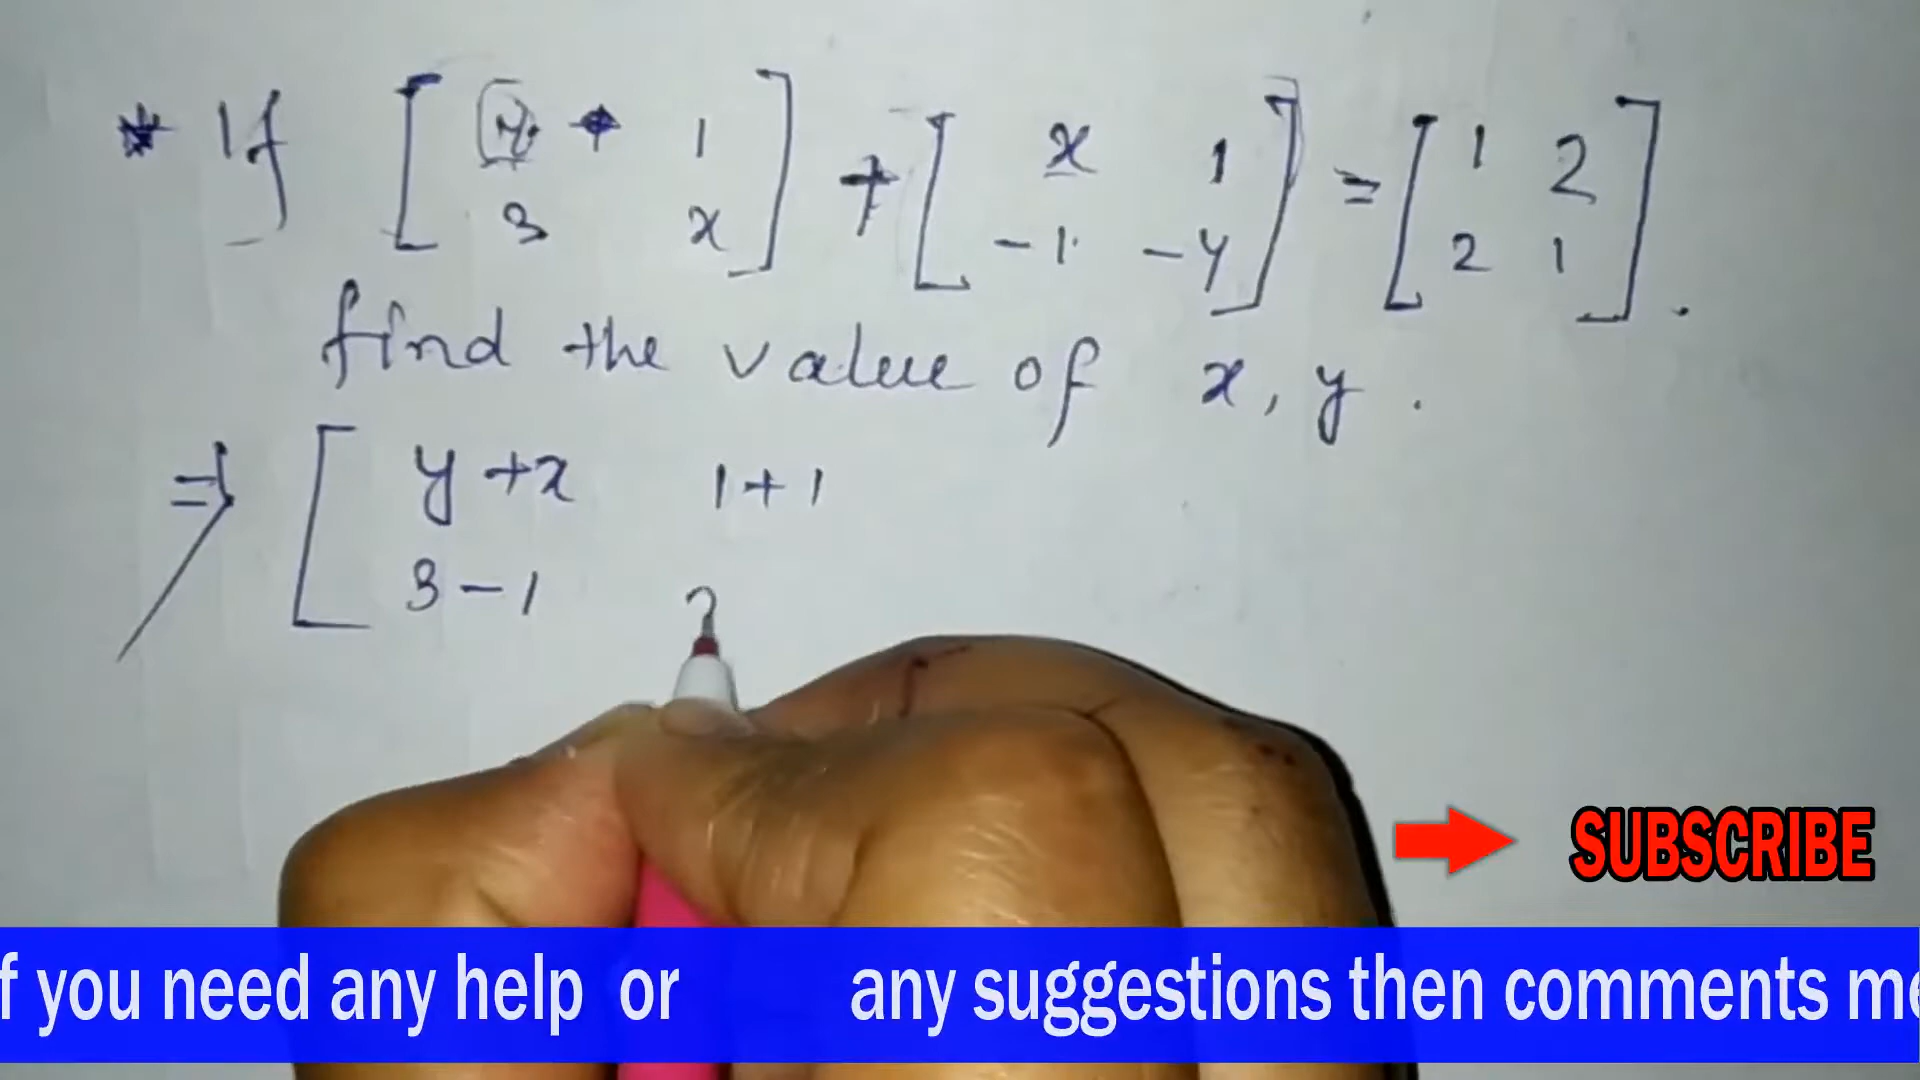 * If [ y 1 ] + [ x 1 ] = [ 1 2 ]
[ 3 x ] [ -1 -y ] [ 2 1 ] .
find the value of x, y.
⇒ [ y+x 1+1
3-1
SUBSCRIBE
f you need any help or any suggestions then comments me